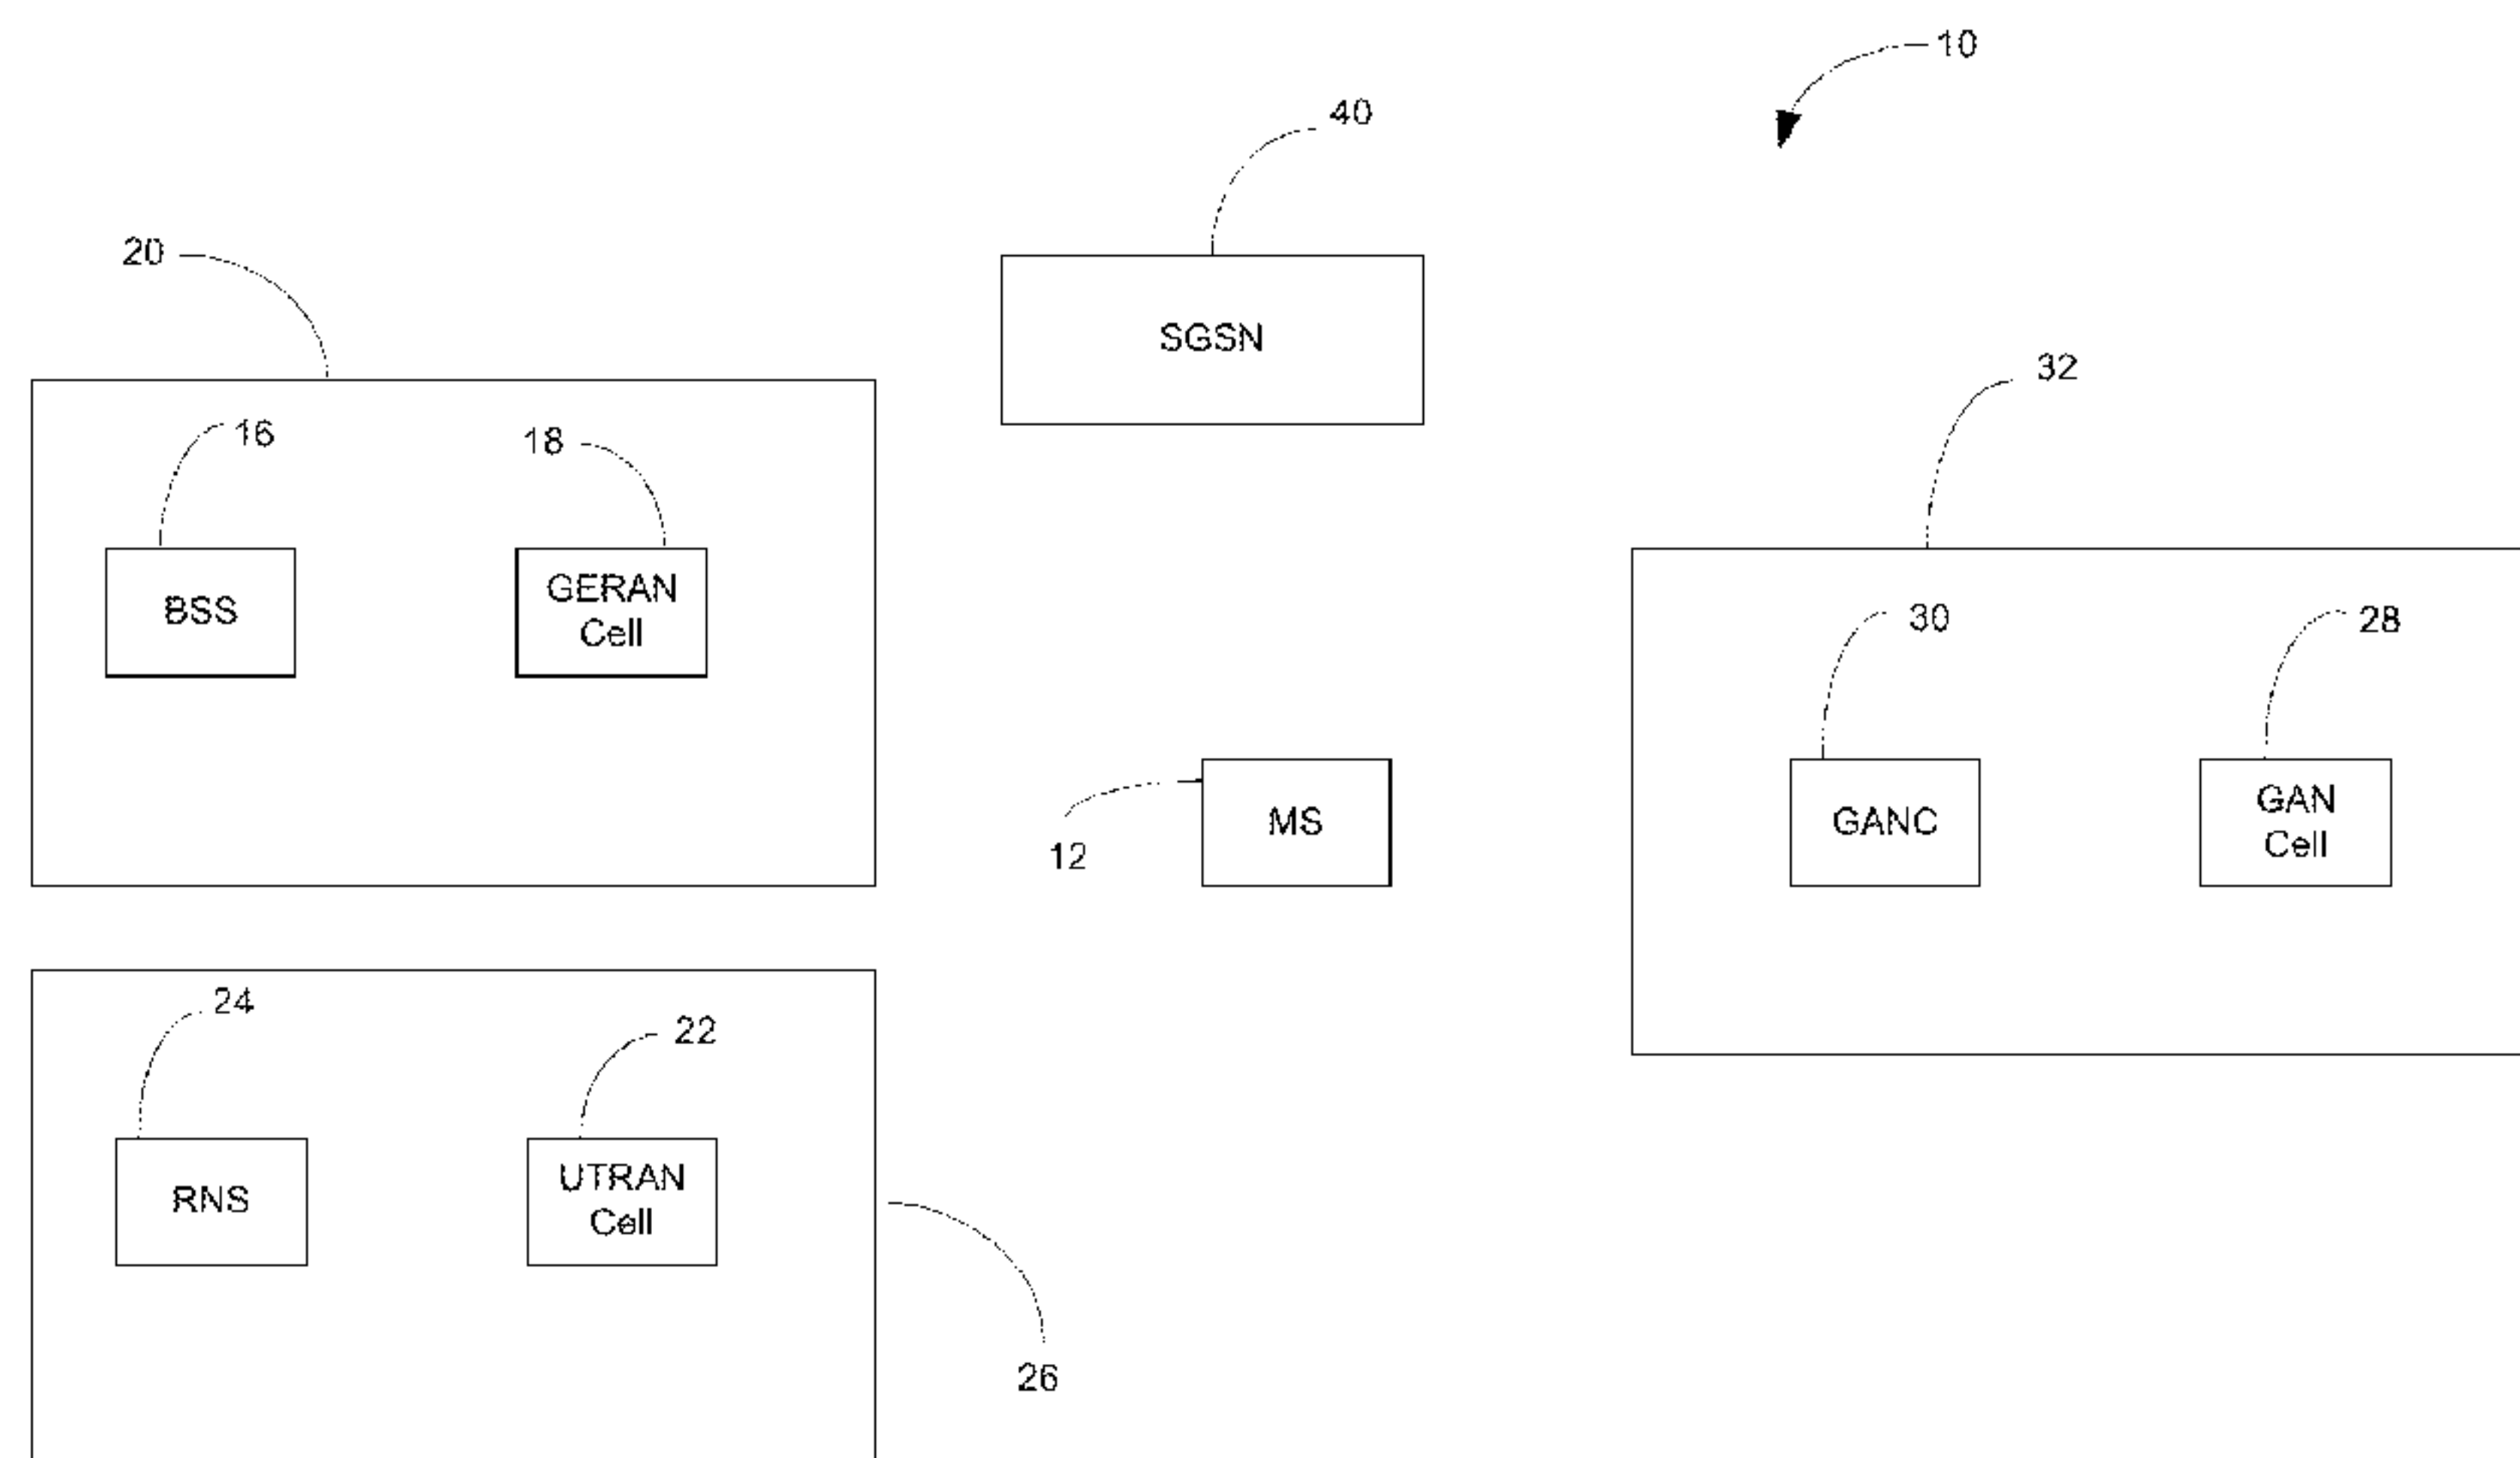 10
40
20
SGSN
32
16
18
BSS
GERAN
Cell
30
28
12
MS
GANC
GAN
Cell
24
22
RNS
UTRAN
Cell
26